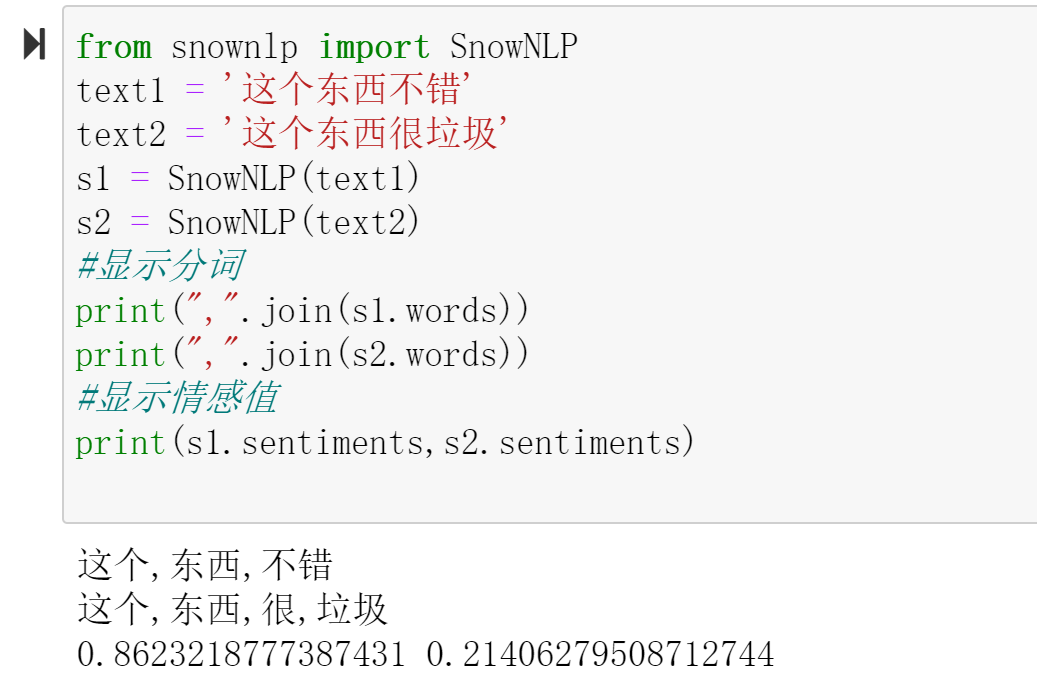 from snownlp import SnowNLP
text1 = '这个东西不错'
text2 = '这个东西很垃圾'
s1 = SnowNLP(text1)
s2 = SnowNLP(text2)
#显示分词
print(",".join(s1.words))
print(",".join(s2.words))
#显示情感值
print(s1.sentiments,s2.sentiments)
这个,东西,不错
这个,东西,很,垃圾
0.8623218777387431 0.21406279508712744